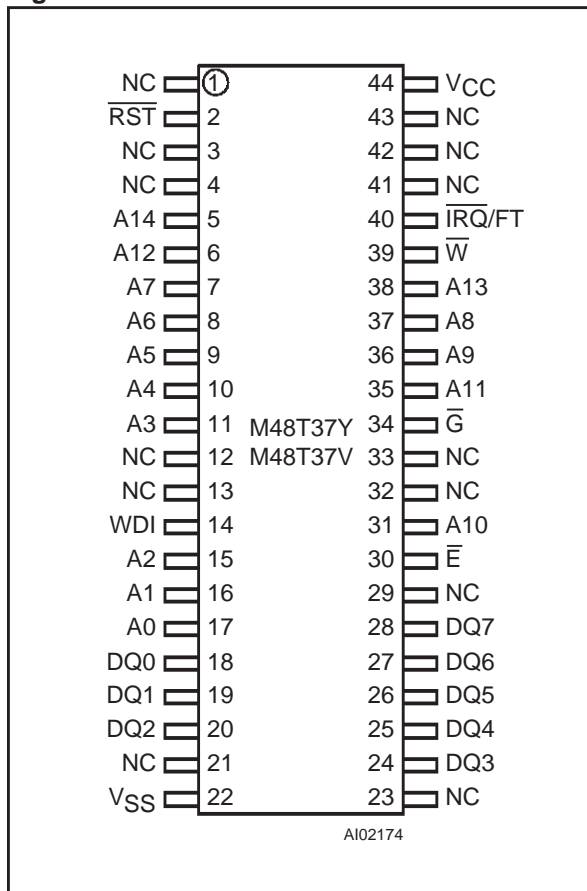 NC 1 44 VCC
RST 2 43 NC
NC 3 42 NC
NC 4 41 NC
A14 5 40 IRQ/FT
A12 6 39 W
A7 7 38 A13
A6 8 37 A8
A5 9 36 A9
A4 10 35 A11
A3 11 M48T37Y 34 G
NC 12 M48T37V 33 NC
NC 13 32 NC
WDI 14 31 A10
A2 15 30 E
A1 16 29 NC
A0 17 28 DQ7
DQ0 18 27 DQ6
DQ1 19 26 DQ5
DQ2 20 25 DQ4
NC 21 24 DQ3
VSS 22 23 NC
AI02174